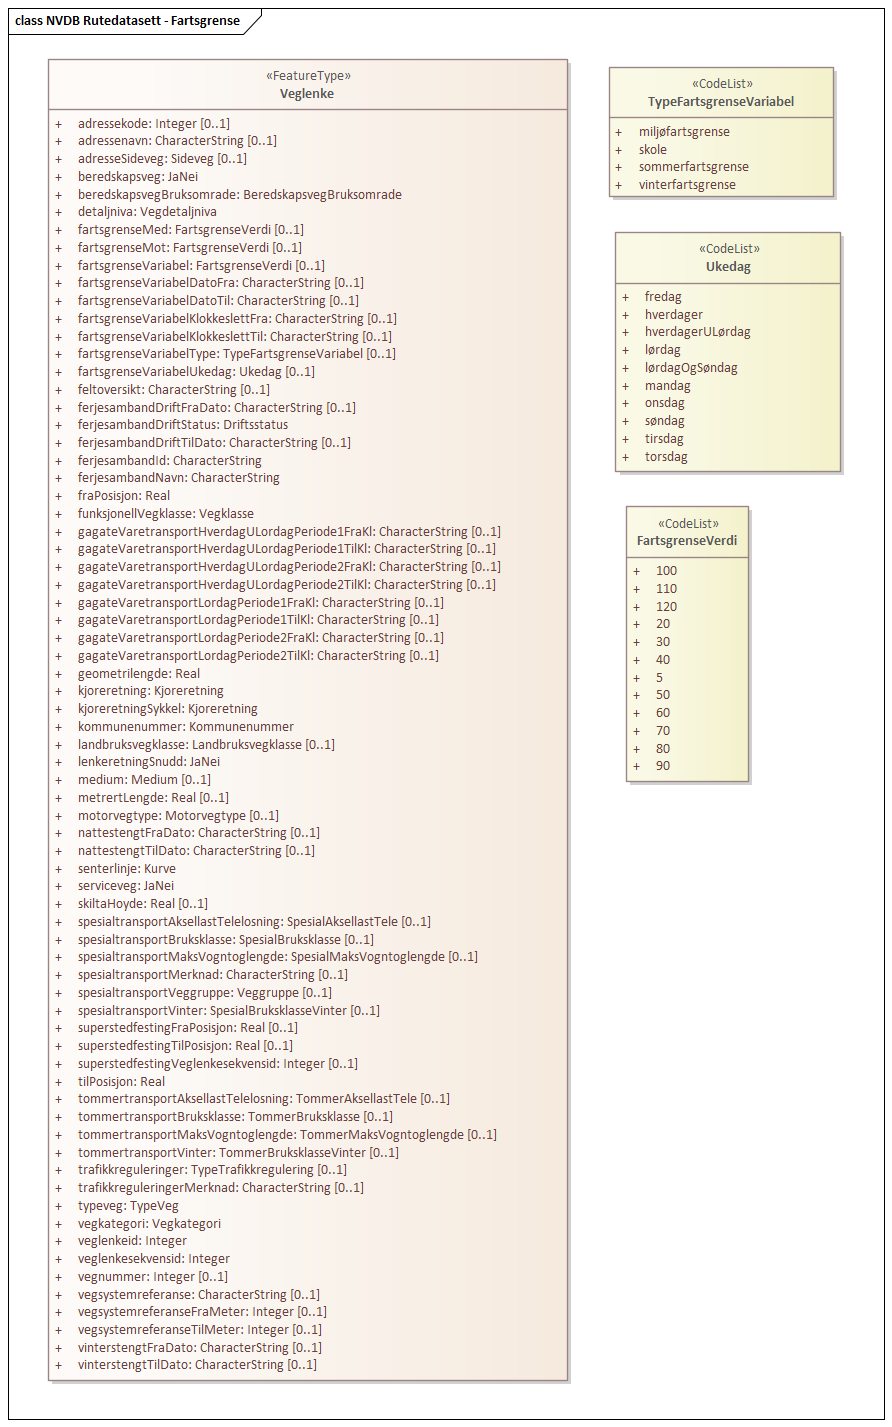 class NVDB Rutedatasett - Fartsgrense
«FeatureType»
Veglenke
+ adressekode: Integer [0..1]
+ adressenavn: CharacterString [0..1]
+ adresseSideveg: Sideveg [0..1]
+ beredskapsveg: JaNei
+ beredskapsvegBruksomrade: BeredskapsvegBruksomrade
+ detaljniva: Vegdetaljniva
+ fartsgrenseMed: FartsgrenseVerdi [0..1]
+ fartsgrenseMot: FartsgrenseVerdi [0..1]
+ fartsgrenseVariabel: FartsgrenseVerdi [0..1]
+ fartsgrenseVariabelDatoFra: CharacterString [0..1]
+ fartsgrenseVariabelDatoTil: CharacterString [0..1]
+ fartsgrenseVariabelKlokkeslettFra: CharacterString [0..1]
+ fartsgrenseVariabelKlokkeslettTil: CharacterString [0..1]
+ fartsgrenseVariabelType: TypeFartsgrenseVariabel [0..1]
+ fartsgrenseVariabelUkedag: Ukedag [0..1]
+ feltoversikt: CharacterString [0..1]
+ ferjesambandDriftFraDato: CharacterString [0..1]
+ ferjesambandDriftStatus: Driftsstatus
+ ferjesambandDriftTilDato: CharacterString [0..1]
+ ferjesambandId: CharacterString
+ ferjesambandNavn: CharacterString
+ fraPosisjon: Real
+ funksjonellVegklasse: Vegklasse
+ gagateVaretransportHverdagULordagPeriode1FraKl: CharacterString [0..1]
+ gagateVaretransportHverdagULordagPeriode1TilKl: CharacterString [0..1]
+ gagateVaretransportHverdagULordagPeriode2FraKl: CharacterString [0..1]
+ gagateVaretransportHverdagULordagPeriode2TilKl: CharacterString [0..1]
+ gagateVaretransportLordagPeriode1FraKl: CharacterString [0..1]
+ gagateVaretransportLordagPeriode1TilKl: CharacterString [0..1]
+ gagateVaretransportLordagPeriode2FraKl: CharacterString [0..1]
+ gagateVaretransportLordagPeriode2TilKl: CharacterString [0..1]
+ geometrilengde: Real
+ kjoreretning: Kjoreretning
+ kjoreretningSykkel: Kjoreretning
+ kommunenummer: Kommunenummer
+ landbruksvegklasse: Landbruksvegklasse [0..1]
+ lenkeretningSnudd: JaNei
+ medium: Medium [0..1]
+ metrertLengde: Real [0..1]
+ motorvegtype: Motorvegtype [0..1]
+ nattestengtFraDato: CharacterString [0..1]
+ nattestengtTilDato: CharacterString [0..1]
+ senterlinje: Kurve
+ serviceveg: JaNei
+ skiltaHoyde: Real [0..1]
+ spesialtransportAksellastTelelosning: SpesialAksellastTele [0..1]
+ spesialtransportBruksklasse: SpesialBruksklasse [0..1]
+ spesialtransportMaksVogntoglengde: SpesialMaksVogntoglengde [0..1]
+ spesialtransportMerknad: CharacterString [0..1]
+ spesialtransportVeggruppe: Veggruppe [0..1]
+ spesialtransportVinter: SpesialBruksklasseVinter [0..1]
+ superstedfestingFraPosisjon: Real [0..1]
+ superstedfestingTilPosisjon: Real [0..1]
+ superstedfestingVeglenkesekvensid: Integer [0..1]
+ tilPosisjon: Real
+ tommertransportAksellastTelelosning: TommerAksellastTele [0..1]
+ tommertransportBruksklasse: TommerBruksklasse [0..1]
+ tommertransportMaksVogntoglengde: TommerMaksVogntoglengde [0..1]
+ tommertransportVinter: TommerBruksklasseVinter [0..1]
+ trafikkreguleringer: TypeTrafikkregulering [0..1]
+ trafikkreguleringerMerknad: CharacterString [0..1]
+ typeveg: TypeVeg
+ vegkategori: Vegkategori
+ veglenkeid: Integer
+ veglenkesekvensid: Integer
+ vegnummer: Integer [0..1]
+ vegsystemreferanse: CharacterString [0..1]
+ vegsystemreferanseFraMeter: Integer [0..1]
+ vegsystemreferanseTilMeter: Integer [0..1]
+ vinterstengtFraDato: CharacterString [0..1]
+ vinterstengtTilDato: CharacterString [0..1]
«CodeList»
TypeFartsgrenseVariabel
+ miljøfartsgrense
+ skole
+ sommerfartsgrense
+ vinterfartsgrense
«CodeList»
Ukedag
+ fredag
+ hverdager
+ hverdagerULørdag
+ lørdag
+ lørdagOgSøndag
+ mandag
+ onsdag
+ søndag
+ tirsdag
+ torsdag
«CodeList»
FartsgrenseVerdi
+ 100
+ 110
+ 120
+ 20
+ 30
+ 40
+ 5
+ 50
+ 60
+ 70
+ 80
+ 90